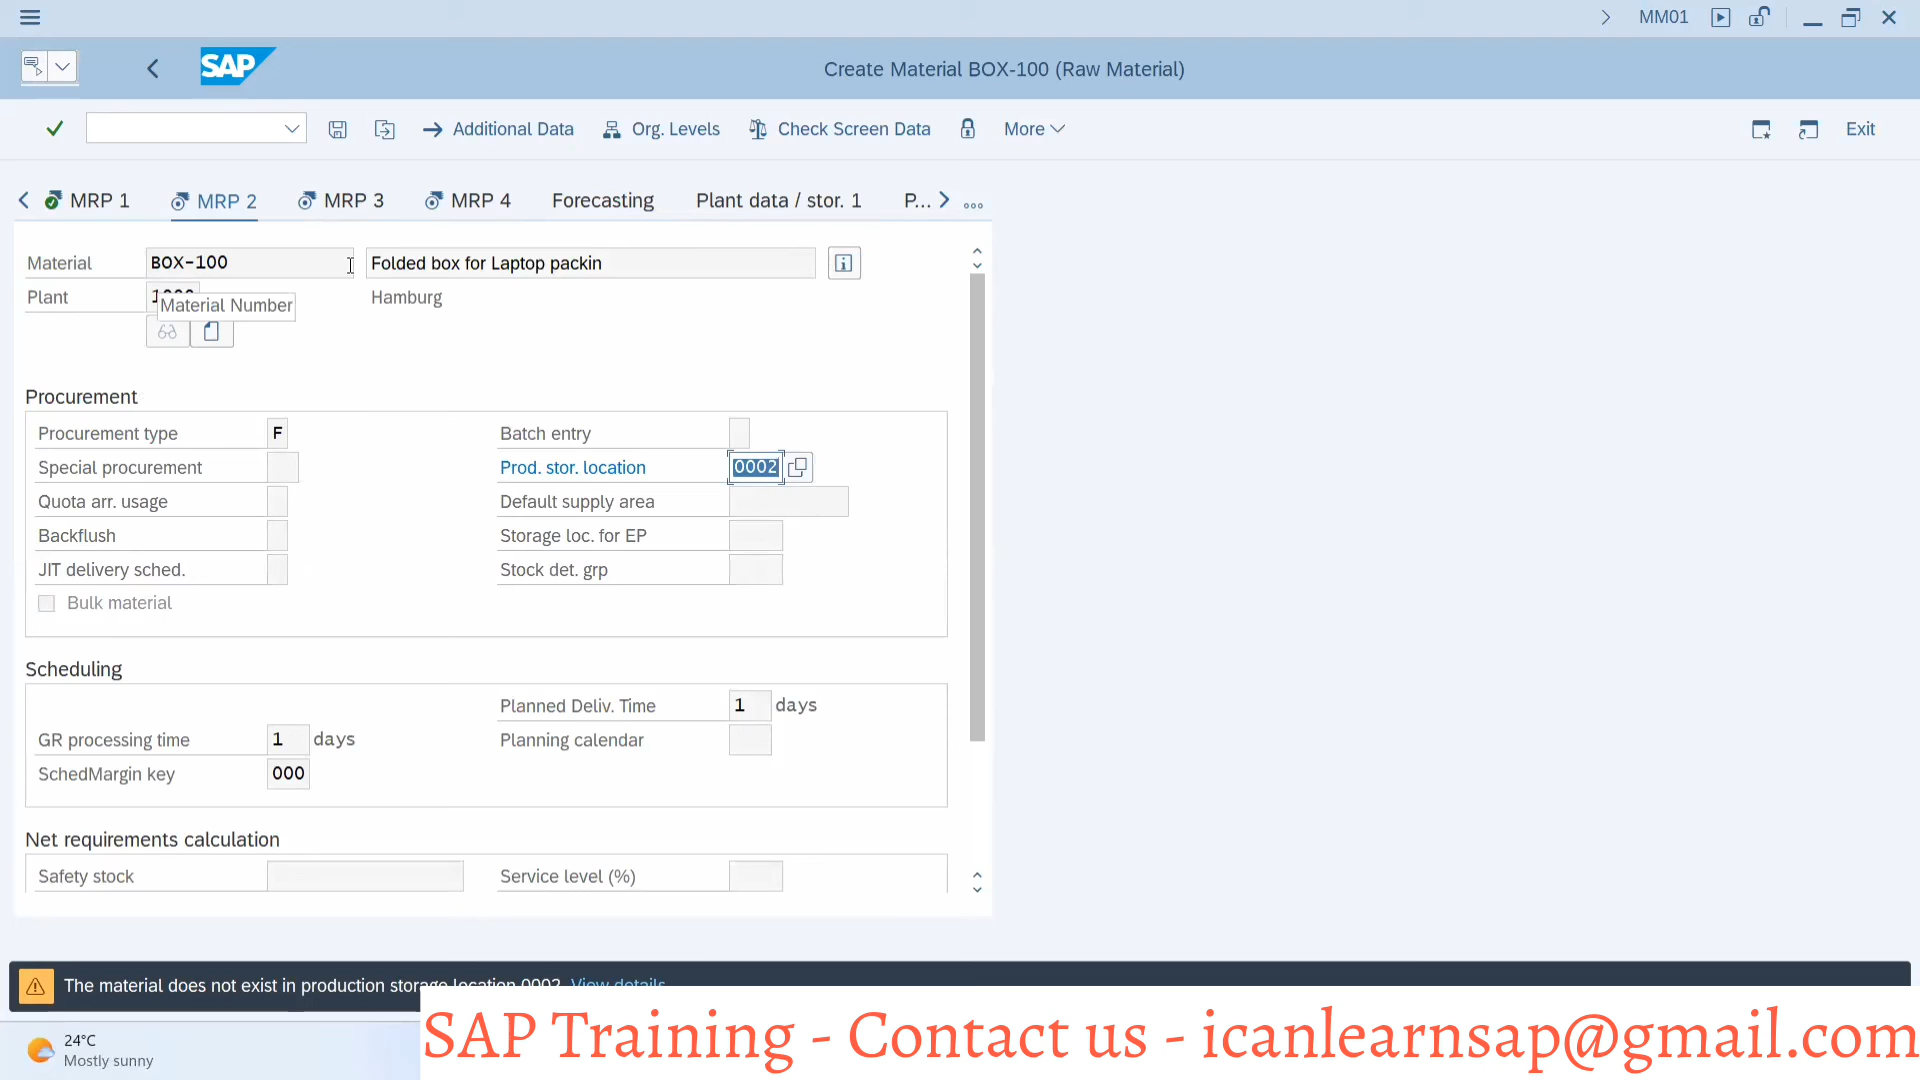 MM01
SAP
Create Material BOX-100 (Raw Material)
Additional Data
Org. Levels
Check Screen Data
More
Exit
MRP 1
MRP 2
MRP 3
MRP 4
Forecasting
Plant data / stor. 1
P...
Material
BOX-100
Folded box for Laptop packin
Plant
Hamburg
Material Number
Procurement
Procurement type
F
Batch entry
Special procurement
Prod. stor. location
0002
Quota arr. usage
Default supply area
Backflush
Storage loc. for EP
JIT delivery sched.
Stock det. grp
Bulk material
Scheduling
Planned Deliv. Time
1 days
GR processing time
1 days
Planning calendar
SchedMargin key
000
Net requirements calculation
Safety stock
Service level (%)
The material does not exist in production storage location 0002 View details
24°C
Mostly sunny
SAP Training - Contact us - icanlearnsap@gmail.com